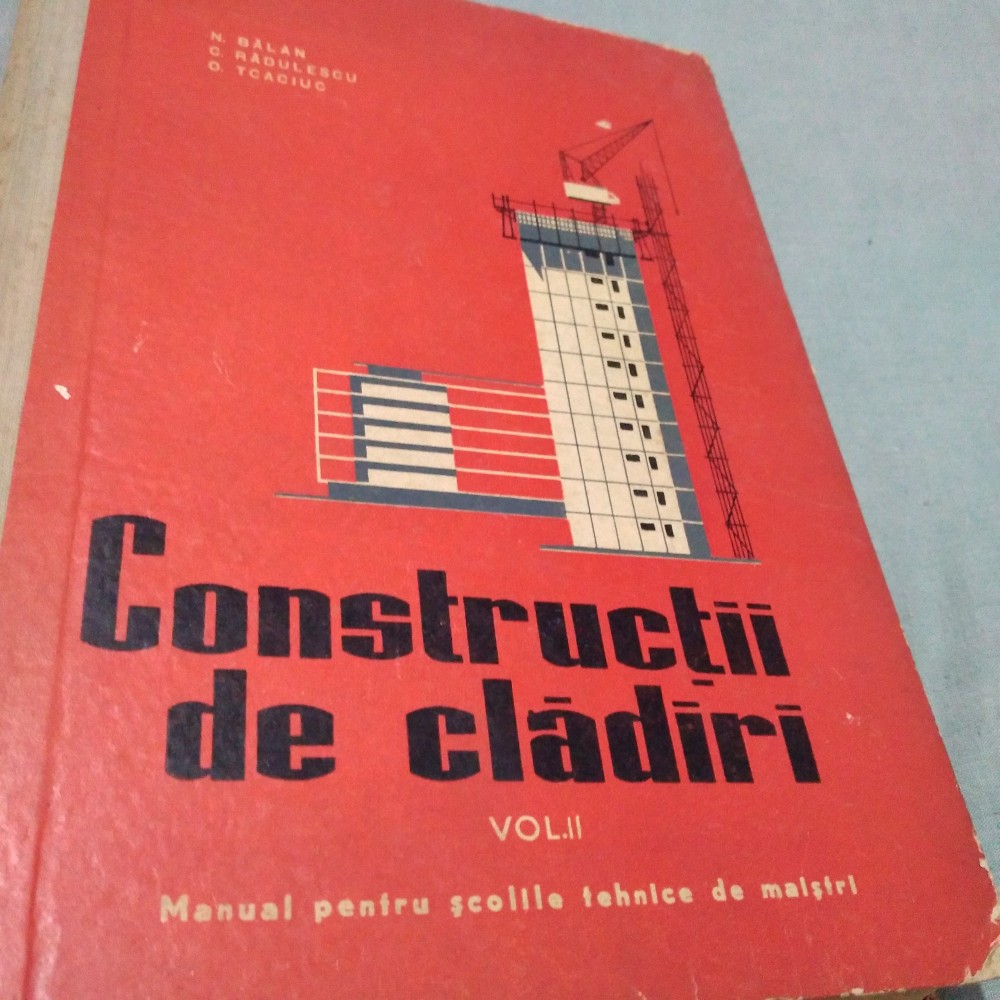 N. BĂLAN
C. RĂDULESCU
O. TCACIUC
Construcții
de clădiri
VOL.II
Manual pentru școlile tehnice de maiștri